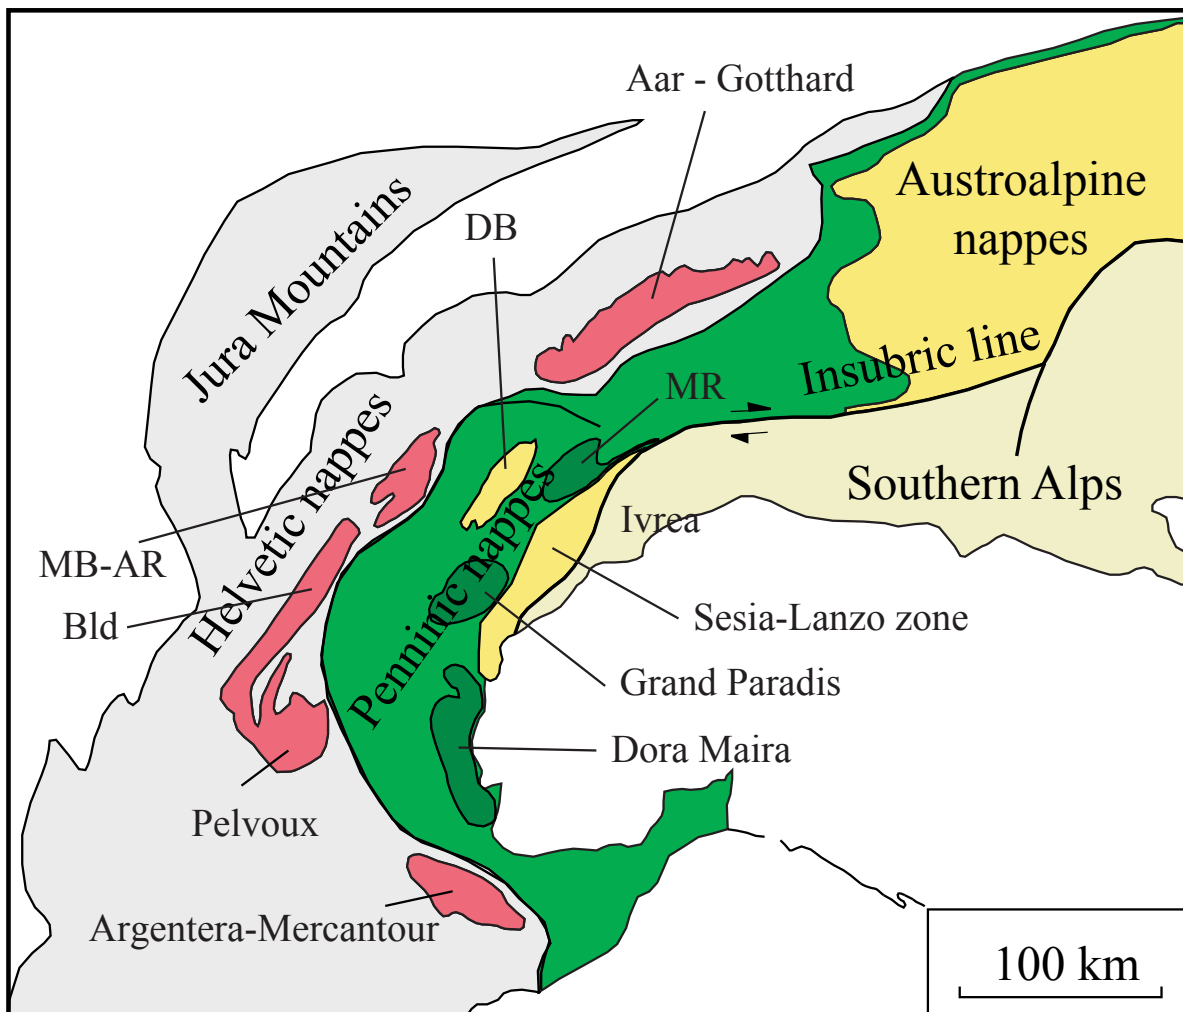 Aar - Gotthard
Austroalpine
nappes
DB
Jura Mountains
Insubric line
MR
Helvetic nappes
Southern Alps
Penninic nappes
Ivrea
MB-AR
Bld
Sesia-Lanzo zone
Grand Paradis
Dora Maira
Pelvoux
Argentera-Mercantour
100 km